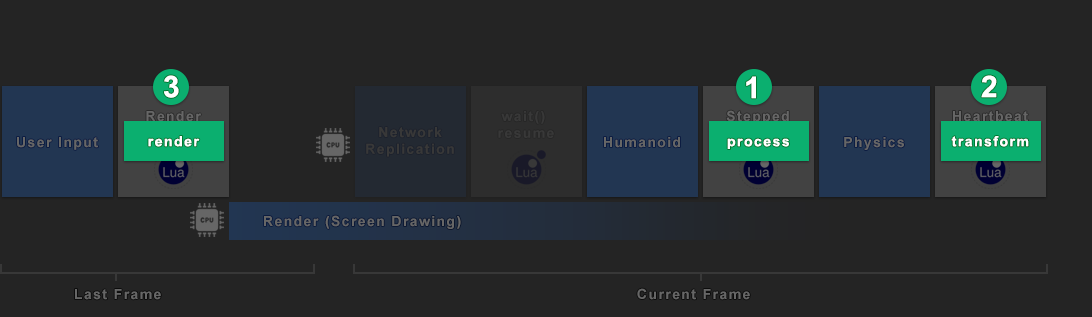 3
1
2
User Input
Render
render
Lua
CPU
Network
Replication
wait()
resume
Lua
Humanoid
Stepped
process
Lua
Physics
Heartbeat
transform
Lua
CPU
Render (Screen Drawing)
Last Frame
Current Frame